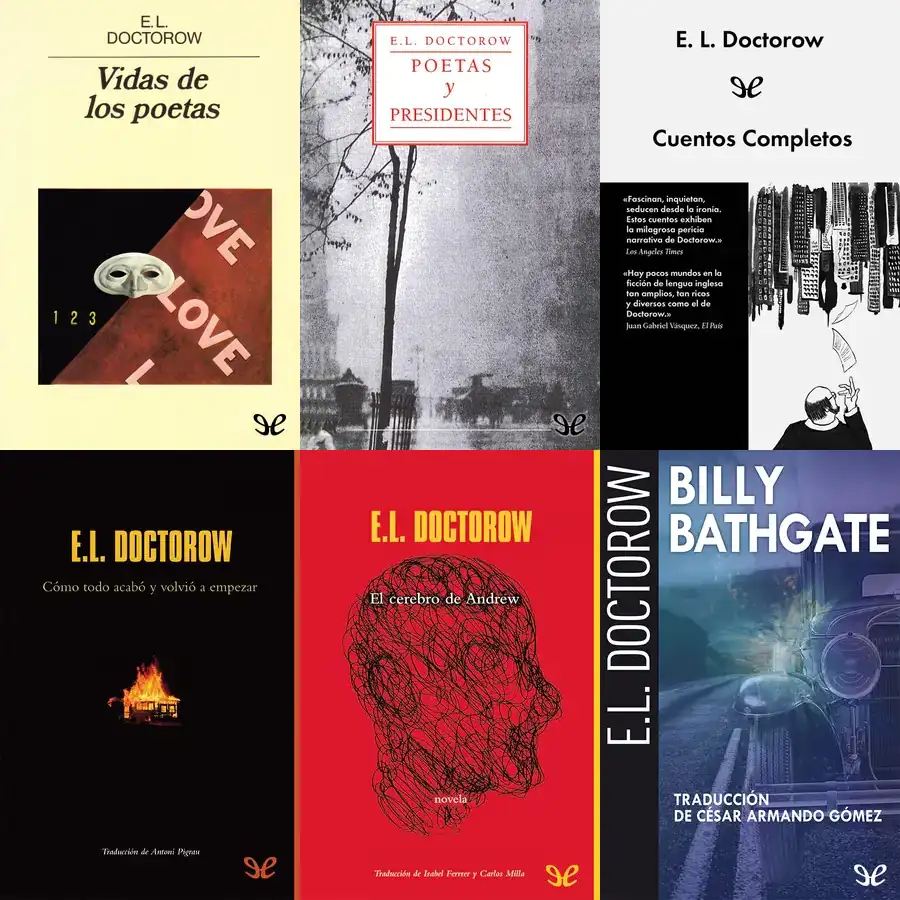 E.L.
DOCTOROW
Vidas de
los poetas
OVE
LOVE
L
1 2 3
E.L. DOCTOROW
POETAS
y
PRESIDENTES
E. L. Doctorow
Cuentos Completos
«Fascinan, inquietan,
seducen desde la ironía.
Estos cuentos exhiben
la milagrosa pericia
narrativa de Doctorow.»
Los Angeles Times
«Hay pocos mundos en la
ficción de lengua inglesa
tan amplios, tan ricos
y diversos como el de
Doctorow.»
Juan Gabriel Vásquez, El País
E.L. DOCTOROW
Cómo todo acabó y volvió a empezar
Traducción de Antoni Pigrau
E.L. DOCTOROW
El cerebro de Andrew
novela
Traducción de Isabel Ferrer y Carlos Milla
E.L. DOCTOROW
BILLY
BATHGATE
TRADUCCIÓN
DE CÉSAR ARMANDO GÓMEZ